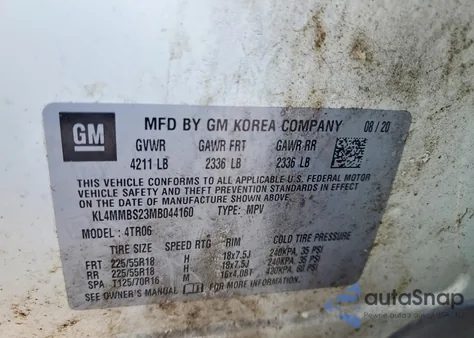 GM
MFD BY GM KOREA COMPANY 08/20
GVWR GAWR FRT GAWR RR
4211 LB 2336 LB 2336 LB
THIS VEHICLE CONFORMS TO ALL APPLICABLE U.S. FEDERAL MOTOR
VEHICLE SAFETY AND THEFT PREVENTION STANDARDS IN EFFECT ON
THE DATE OF MANUFACTURE SHOWN ABOVE.
KL4MMBS23MB044160 TYPE: MPV
MODEL : 4TR06
TIRE SIZE SPEED RTG RIM COLD TIRE PRESSURE
FRT 225/55R18 H 18x7.5J 240KPA, 35 PSI
RR 225/55R18 H 18x7.5J 240KPA, 35 PSI
SPA T125/70R16 M 16x4.0BT 420KPA, 60 PSI
SEE OWNER'S MANUAL FOR ADDITIONAL INFORMATION
autoSnap